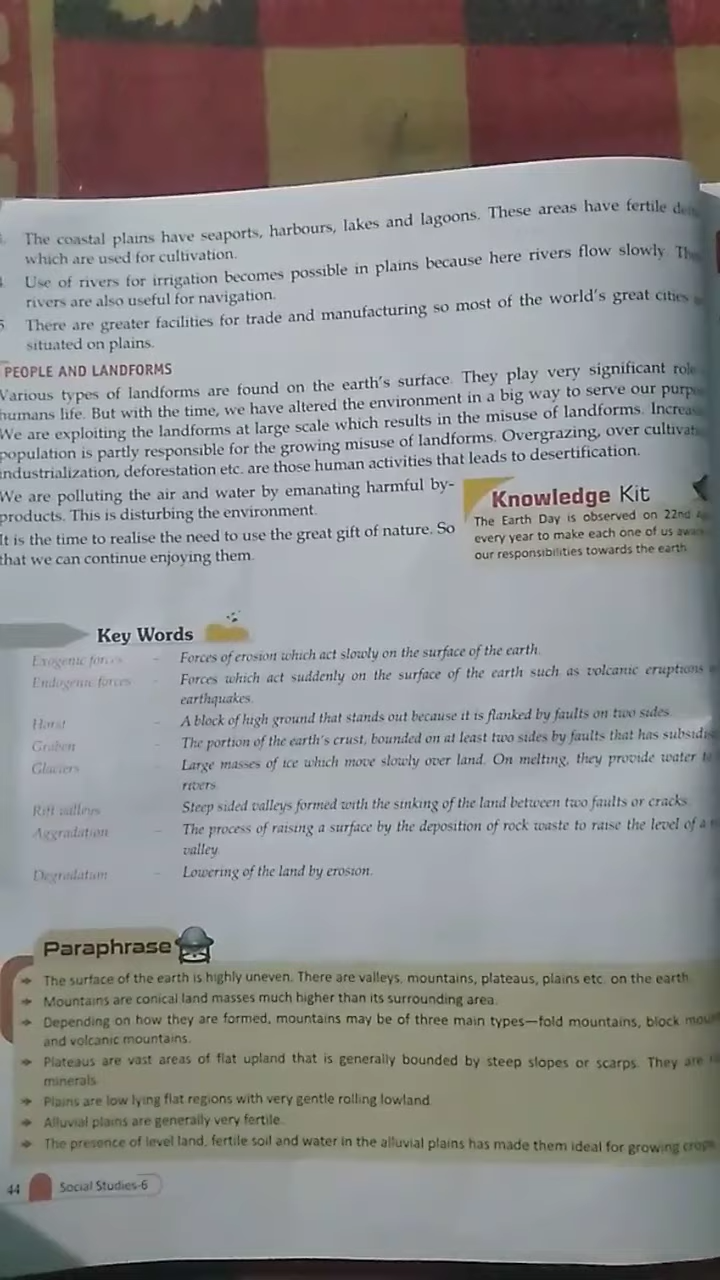 The coastal plains have seaports, harbours, lakes and lagoons. These areas have fertile
which are used for cultivation.
Use of rivers for irrigation becomes possible in plains because here rivers flow slowly.
rivers are also useful for navigation.
5 There are greater facilities for trade and manufacturing so most of the world's great cities
situated on plains.
PEOPLE AND LANDFORMS
Various types of landforms are found on the earth's surface. They play very significant
humans life. But with the time, we have altered the environment in a big way to serve our
We are exploiting the landforms at large scale which results in the misuse of landforms.
population is partly responsible for the growing misuse of landforms. Overgrazing, over
industrialization, deforestation etc. are those human activities that leads to desertification.
We are polluting the air and water by emanating harmful by-
products. This is disturbing the environment.
It is the time to realise the need to use the great gift of nature. So
that we can continue enjoying them.
Knowledge Kit
The Earth Day is observed on 22nd
every year to make each one of us
our responsibilities towards the earth
Key Words
Exogenic forces - Forces of erosion which act slowly on the surface of the earth.
Endogenic forces - Forces which act suddenly on the surface of the earth such as volcanic eruptions
earthquakes.
Horst - A block of high ground that stands out because it is flanked by faults on two sides
Graben - The portion of the earth's crust, bounded on at least two sides by faults that has
Glaciers - Large masses of ice which move slowly over land. On melting, they provide water
rivers.
Rift valleys - Steep sided valleys formed with the sinking of the land between two faults or cracks.
Aggradation - The process of raising a surface by the deposition of rock waste to raise the level of a
valley.
Degradation - Lowering of the land by erosion.
Paraphrase
The surface of the earth is highly uneven. There are valleys, mountains, plateaus, plains etc. on the earth.
Mountains are conical land masses much higher than its surrounding area.
Depending on how they are formed, mountains may be of three main types—fold mountains, block
and volcanic mountains.
Plateaus are vast areas of flat upland that is generally bounded by steep slopes or scarps. They are
minerals.
Plains are low lying flat regions with very gentle rolling lowland.
Alluvial plains are generally very fertile.
The presence of level land, fertile soil and water in the alluvial plains has made them ideal for growing crops
44 Social Studies-6